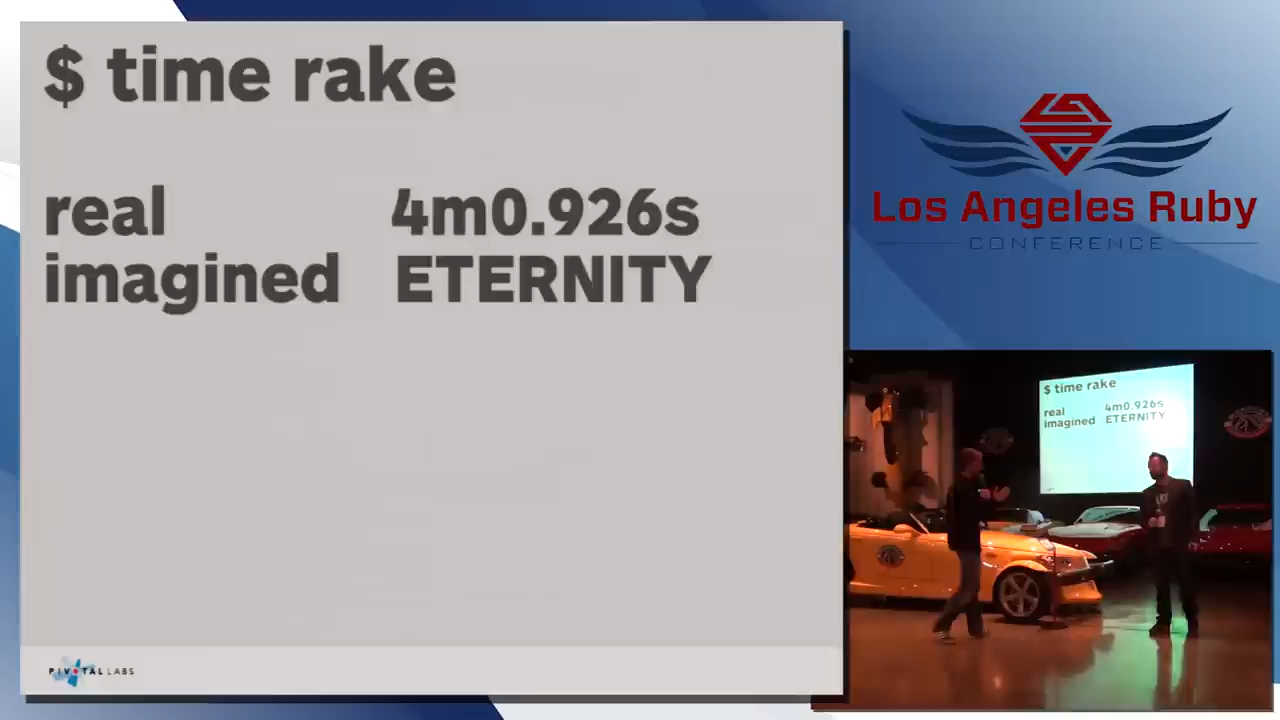 $ time rake
real 4m0.926s
imagined ETERNITY
PIVOTAL LABS
Los Angeles Ruby
CONFERENCE
$ time rake
real 4m0.926s
imagined ETERNITY